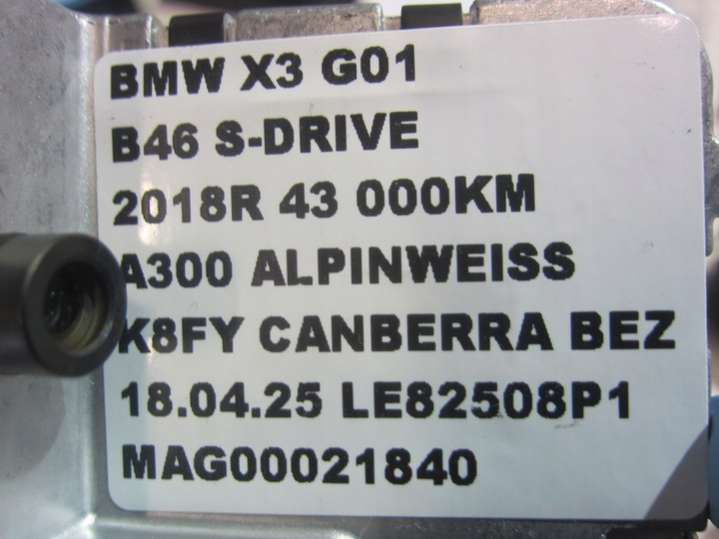 BMW X3 G01
B46 S-DRIVE
2018R 43 000KM
A300 ALPINWEISS
K8FY CANBERRA BEZ
18.04.25 LE82508P1
MAG00021840